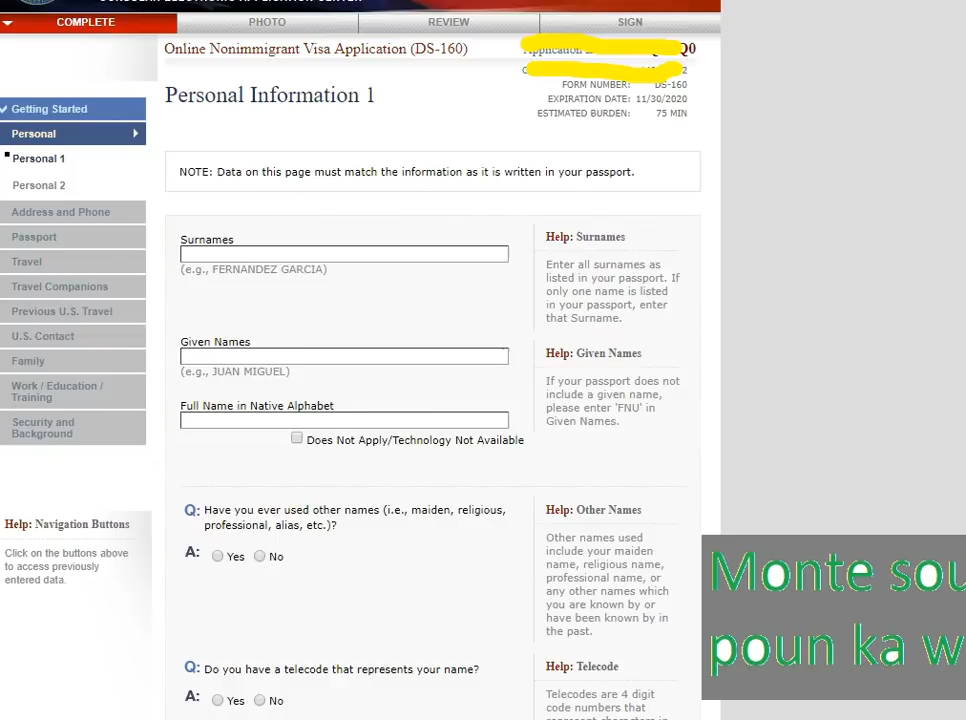 COMPLETE
PHOTO
REVIEW
SIGN
Online Nonimmigrant Visa Application (DS-160)
Application
Q0
2
FORM NUMBER: DS-160
EXPIRATION DATE: 11/30/2020
ESTIMATED BURDEN: 75 MIN
Personal Information 1
Getting Started
Personal
Personal 1
Personal 2
Address and Phone
Passport
Travel
Travel Companions
Previous U.S. Travel
U.S. Contact
Family
Work / Education /
Training
Security and
Background
Help: Navigation Buttons
Click on the buttons above
to access previously
entered data.
NOTE: Data on this page must match the information as it is written in your passport.
Surnames
(e.g., FERNANDEZ GARCIA)
Help: Surnames
Enter all surnames as
listed in your passport. If
only one name is listed
in your passport, enter
that Surname.
Given Names
(e.g., JUAN MIGUEL)
Help: Given Names
If your passport does not
include a given name,
please enter 'FNU' in
Given Names.
Full Name in Native Alphabet
Does Not Apply/Technology Not Available
Q: Have you ever used other names (i.e., maiden, religious,
professional, alias, etc.)?
A: Yes No
Help: Other Names
Other names used
include your maiden
name, religious name,
professional name, or
any other names which
you are known by or
have been known by in
the past.
Q: Do you have a telecode that represents your name?
A: Yes No
Help: Telecode
Telecodes are 4 digit
code numbers that
Monte sou
poun ka w